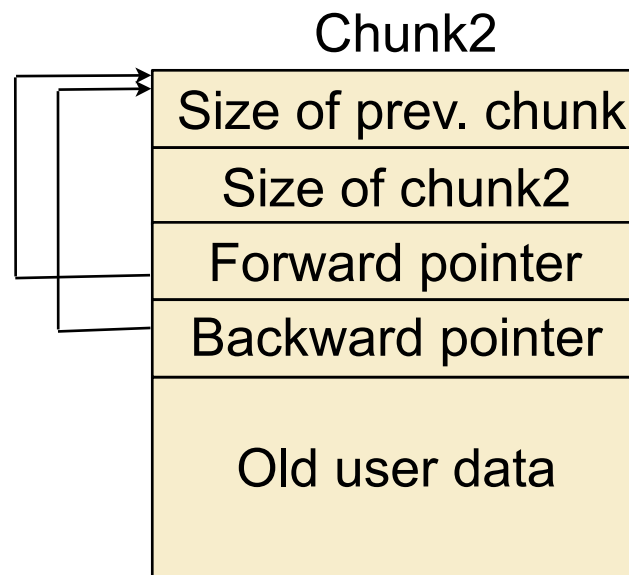 Chunk2
Size of prev. chunk
Size of chunk2
Forward pointer
Backward pointer
Old user data